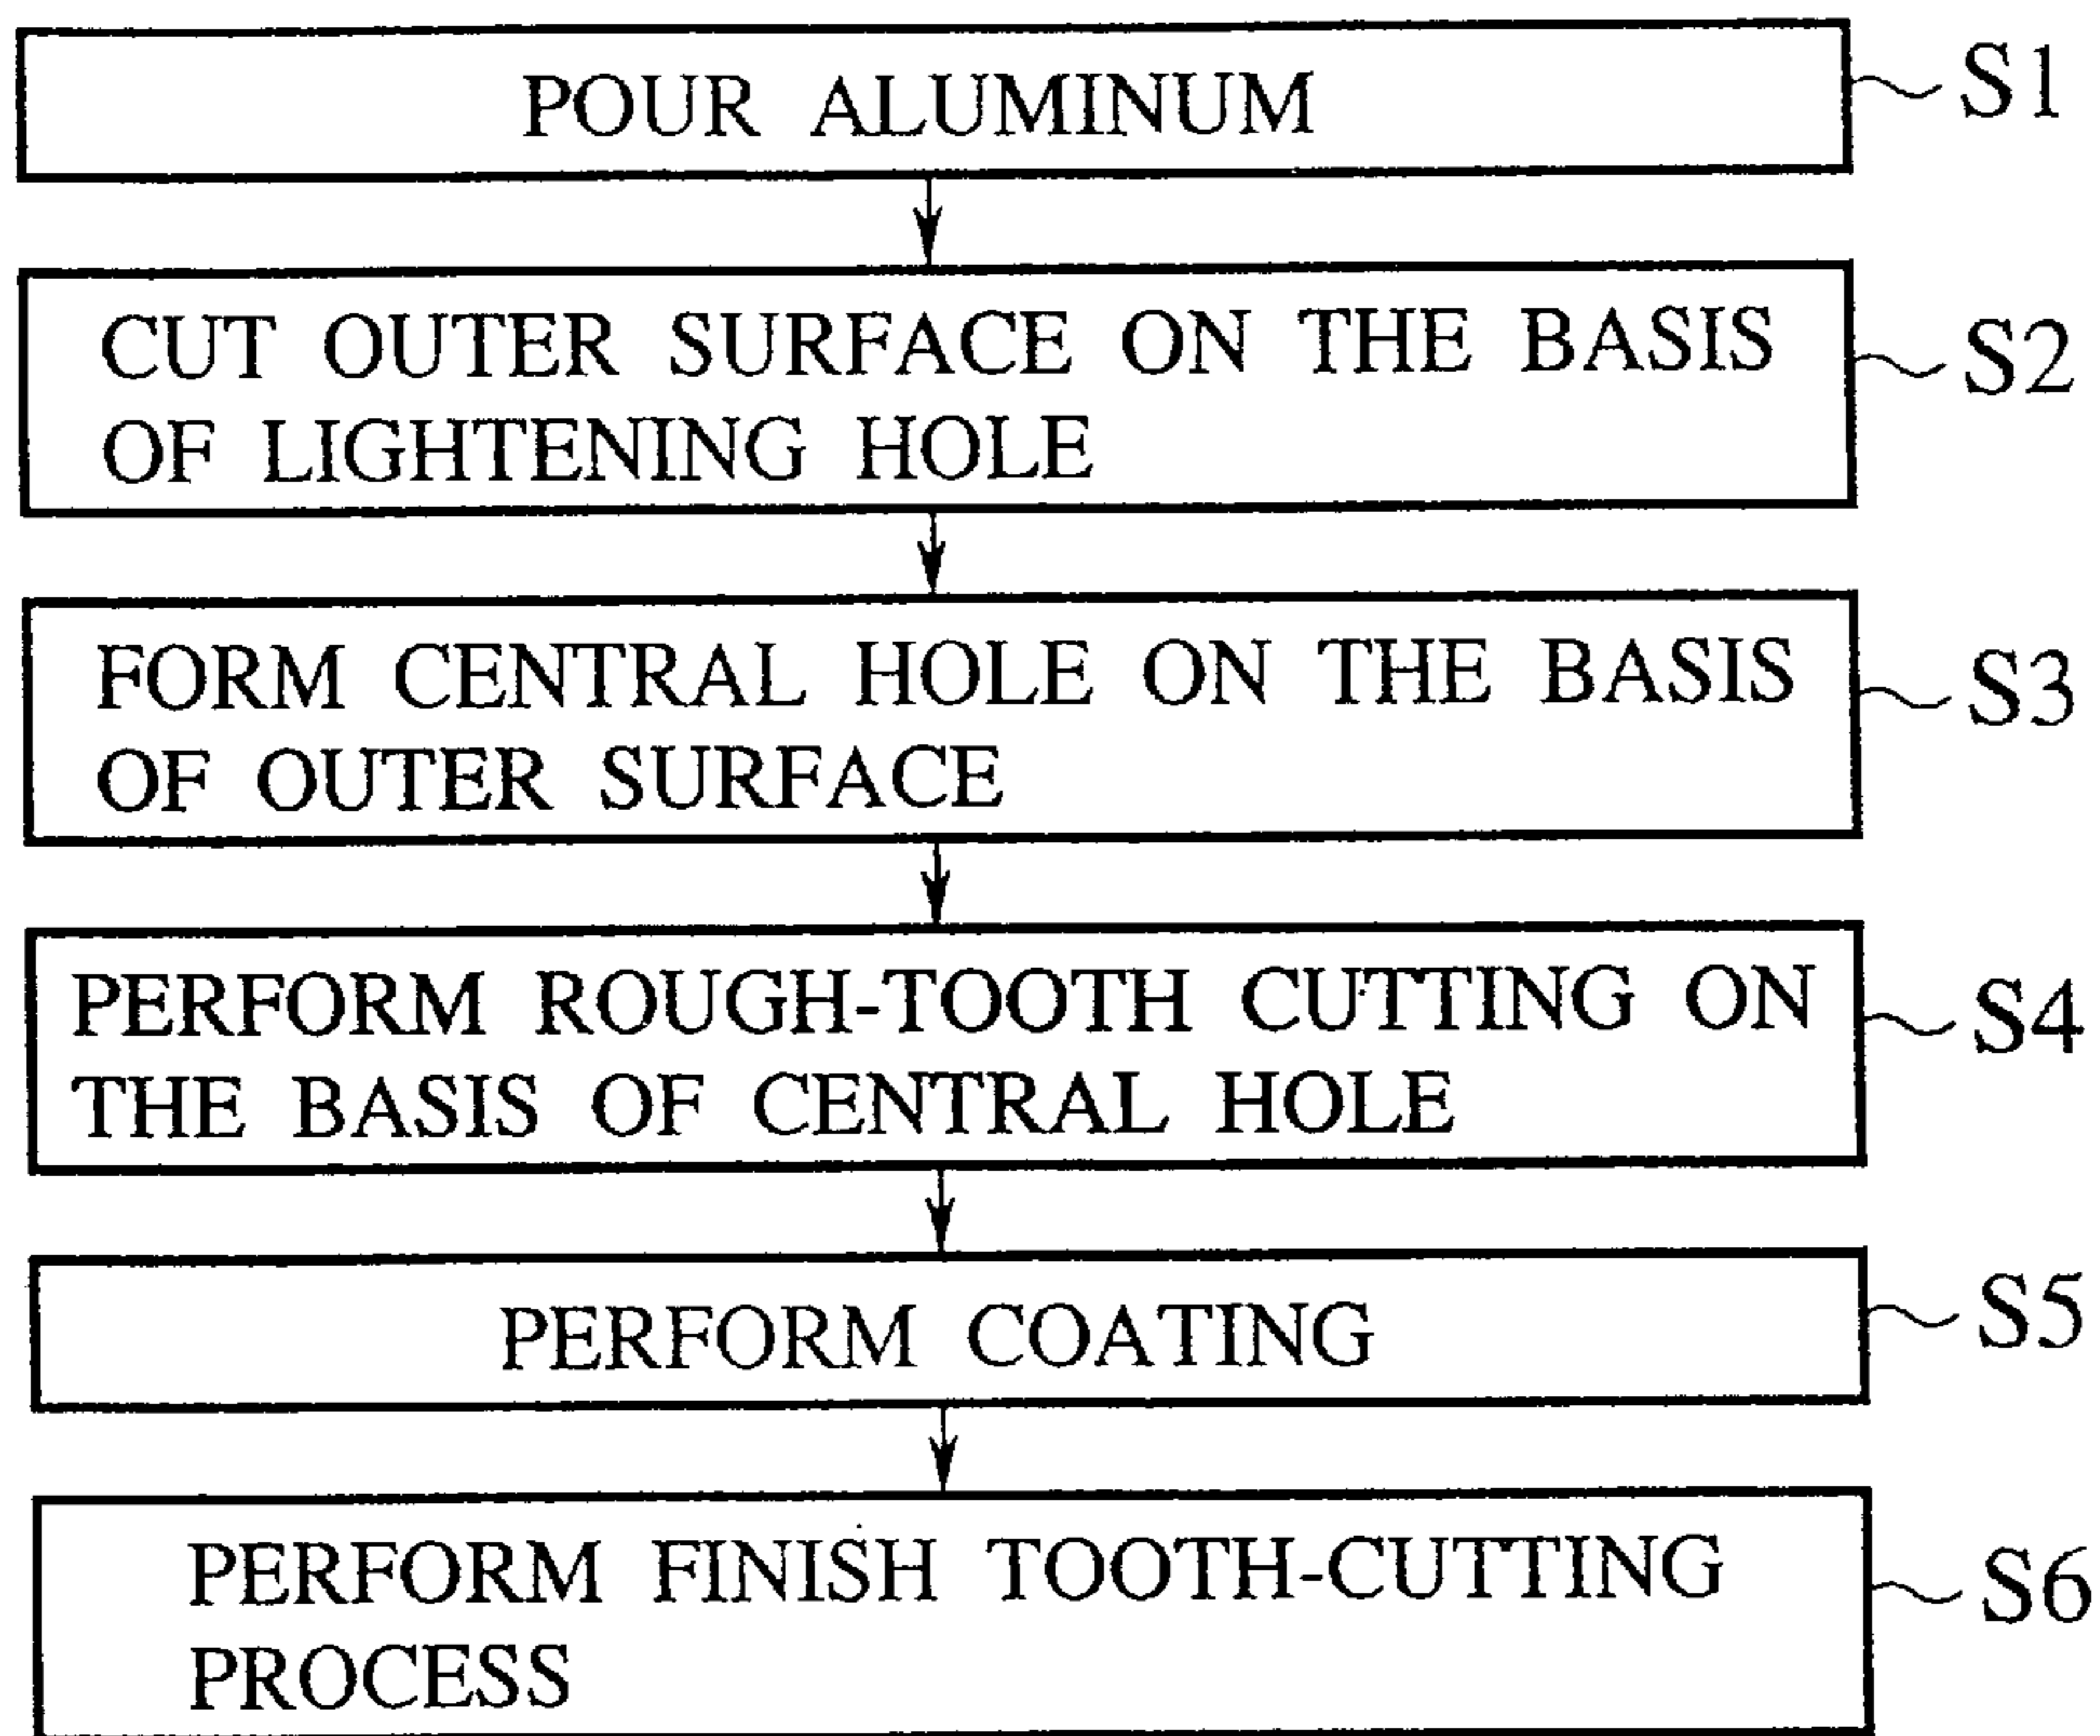 POUR ALUMINUM
S1
CUT OUTER SURFACE ON THE BASIS
OF LIGHTENING HOLE
S2
FORM CENTRAL HOLE ON THE BASIS
OF OUTER SURFACE
S3
PERFORM ROUGH-TOOTH CUTTING ON
THE BASIS OF CENTRAL HOLE
S4
PERFORM COATING
S5
PERFORM FINISH TOOTH-CUTTING
PROCESS
S6